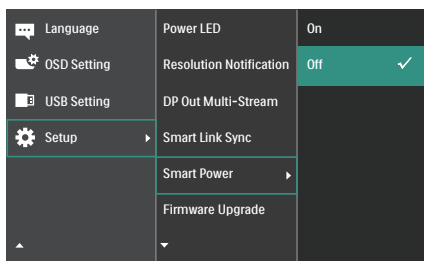 Language
OSD Setting
USB Setting
Setup
Power LED
Resolution Notification
DP Out Multi-Stream
Smart Link Sync
Smart Power
Firmware Upgrade
On
Off